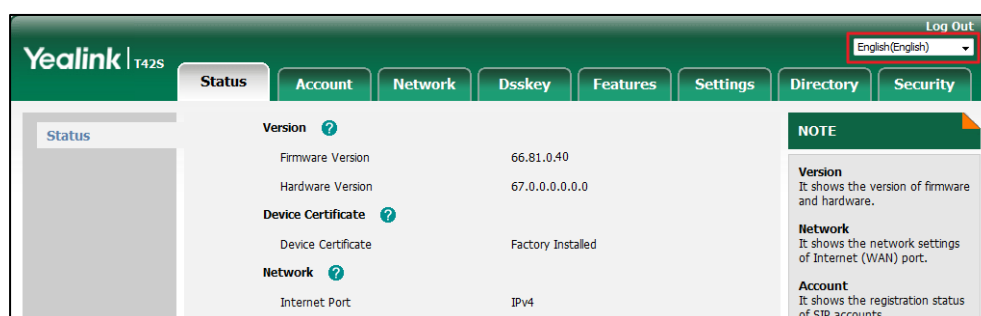 Log Out
Yealink | T42S
English(English)
Status Account Network Dsskey Features Settings Directory Security
Status
Version ?
Firmware Version 66.81.0.40
Hardware Version 67.0.0.0.0.0.0
Device Certificate ?
Device Certificate Factory Installed
Network ?
Internet Port IPv4
NOTE
Version
It shows the version of firmware
and hardware.
Network
It shows the network settings
of Internet (WAN) port.
Account
It shows the registration status
of SIP accounts.